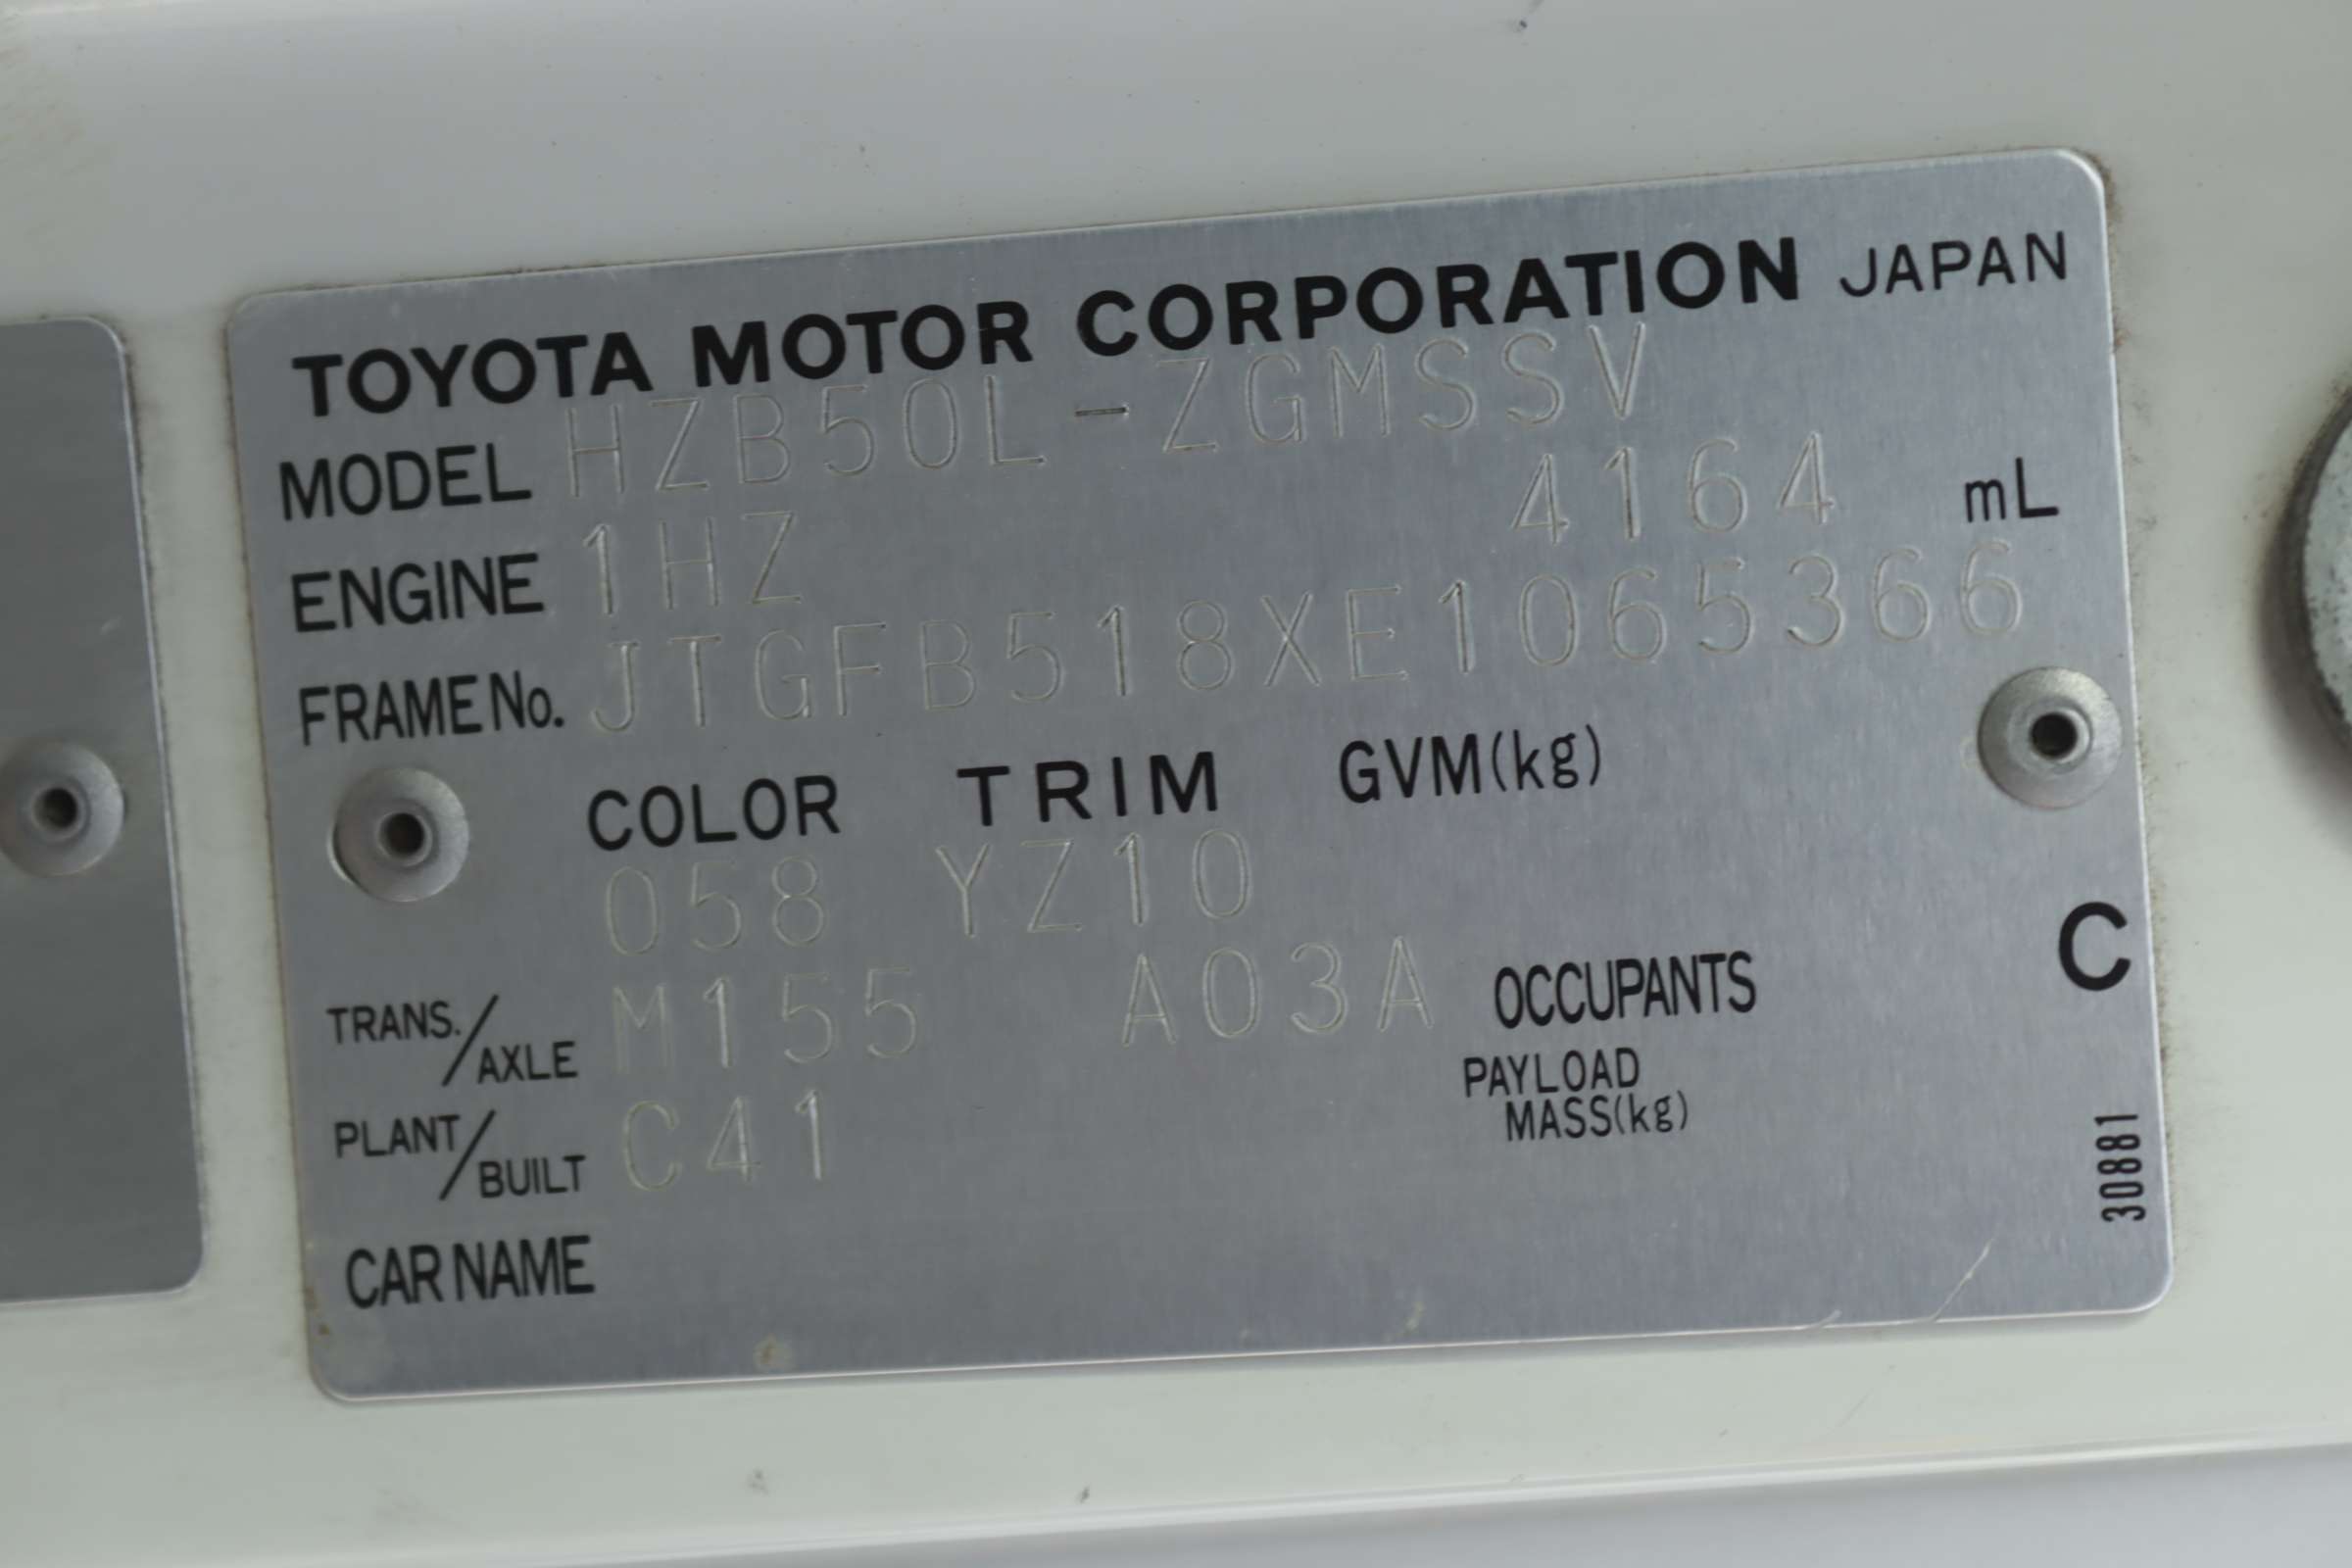 TOYOTA MOTOR CORPORATION JAPAN
MODEL HZB50L-ZGMSSV
ENGINE 1HZ 4164 mL
FRAME No. JTGFB518XE1065366
COLOR TRIM GVM(kg)
058 YZ10
TRANS./AXLE M155 A03A OCCUPANTS C
PAYLOAD MASS(kg)
PLANT/BUILT C41
CAR NAME
30881